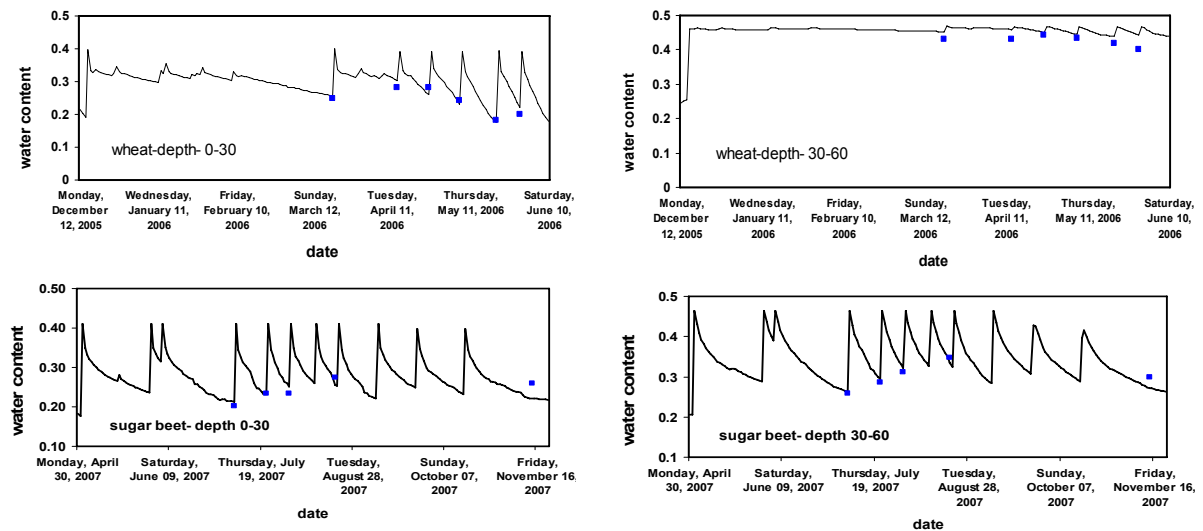 0.5
0.4
0.3
0.2
0.1
0
water content
wheat-depth- 0-30
Monday, December 12, 2005
Wednesday, January 11, 2006
Friday, February 10, 2006
Sunday, March 12, 2006
Tuesday, April 11, 2006
Thursday, May 11, 2006
Saturday, June 10, 2006
date
0.5
0.4
0.3
0.2
0.1
0
water content
wheat-depth- 30-60
Monday, December 12, 2005
Wednesday, January 11, 2006
Friday, February 10, 2006
Sunday, March 12, 2006
Tuesday, April 11, 2006
Thursday, May 11, 2006
Saturday, June 10, 2006
date
0.50
0.40
0.30
0.20
0.10
water content
sugar beet- depth 0-30
Monday, April 30, 2007
Saturday, June 09, 2007
Thursday, July 19, 2007
Tuesday, August 28, 2007
Sunday, October 07, 2007
Friday, November 16, 2007
date
0.5
0.4
0.3
0.2
0.1
water content
sugar beet- depth 30-60
Monday, April 30, 2007
Saturday, June 09, 2007
Thursday, July 19, 2007
Tuesday, August 28, 2007
Sunday, October 07, 2007
Friday, November 16, 2007
date